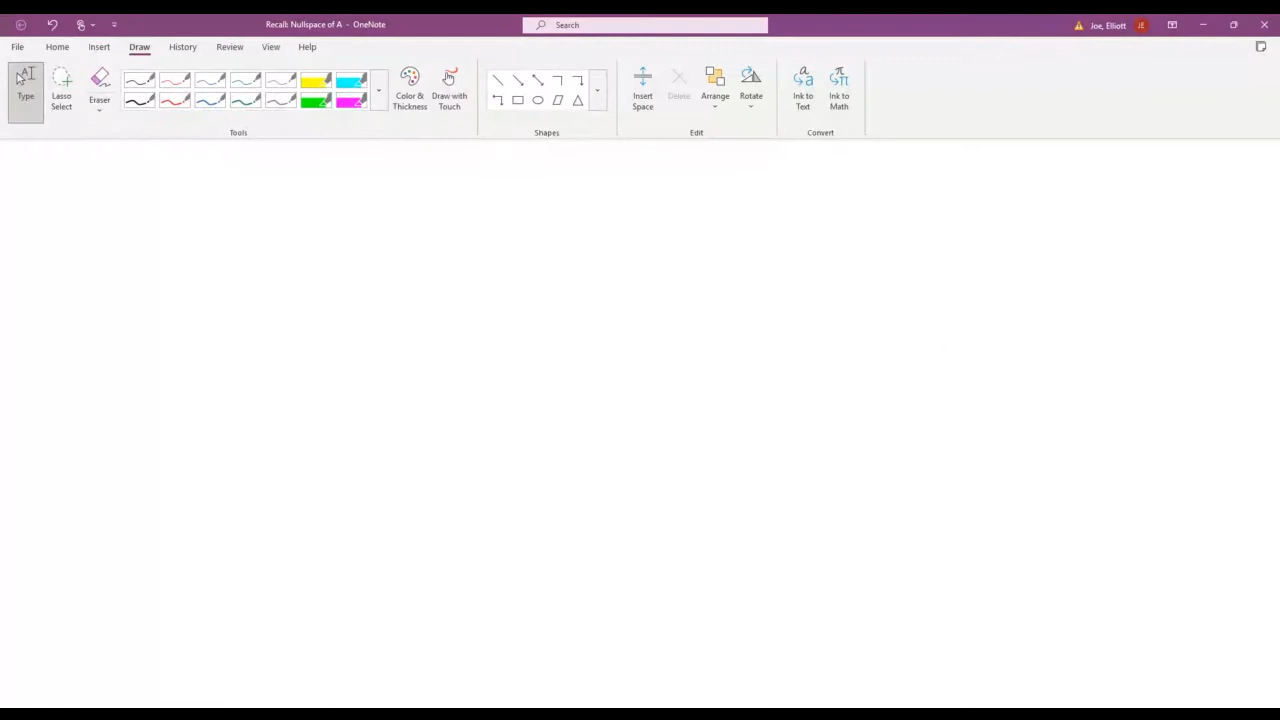 Recall: Nullspace of A - OneNote
Search
Joe, Elliott
JE
File Home Insert Draw History Review View Help
Type
Lasso Select
Eraser
Color & Thickness
Draw with Touch
Insert Space
Delete
Arrange
Rotate
Ink to Text
Ink to Math
Tools
Shapes
Edit
Convert